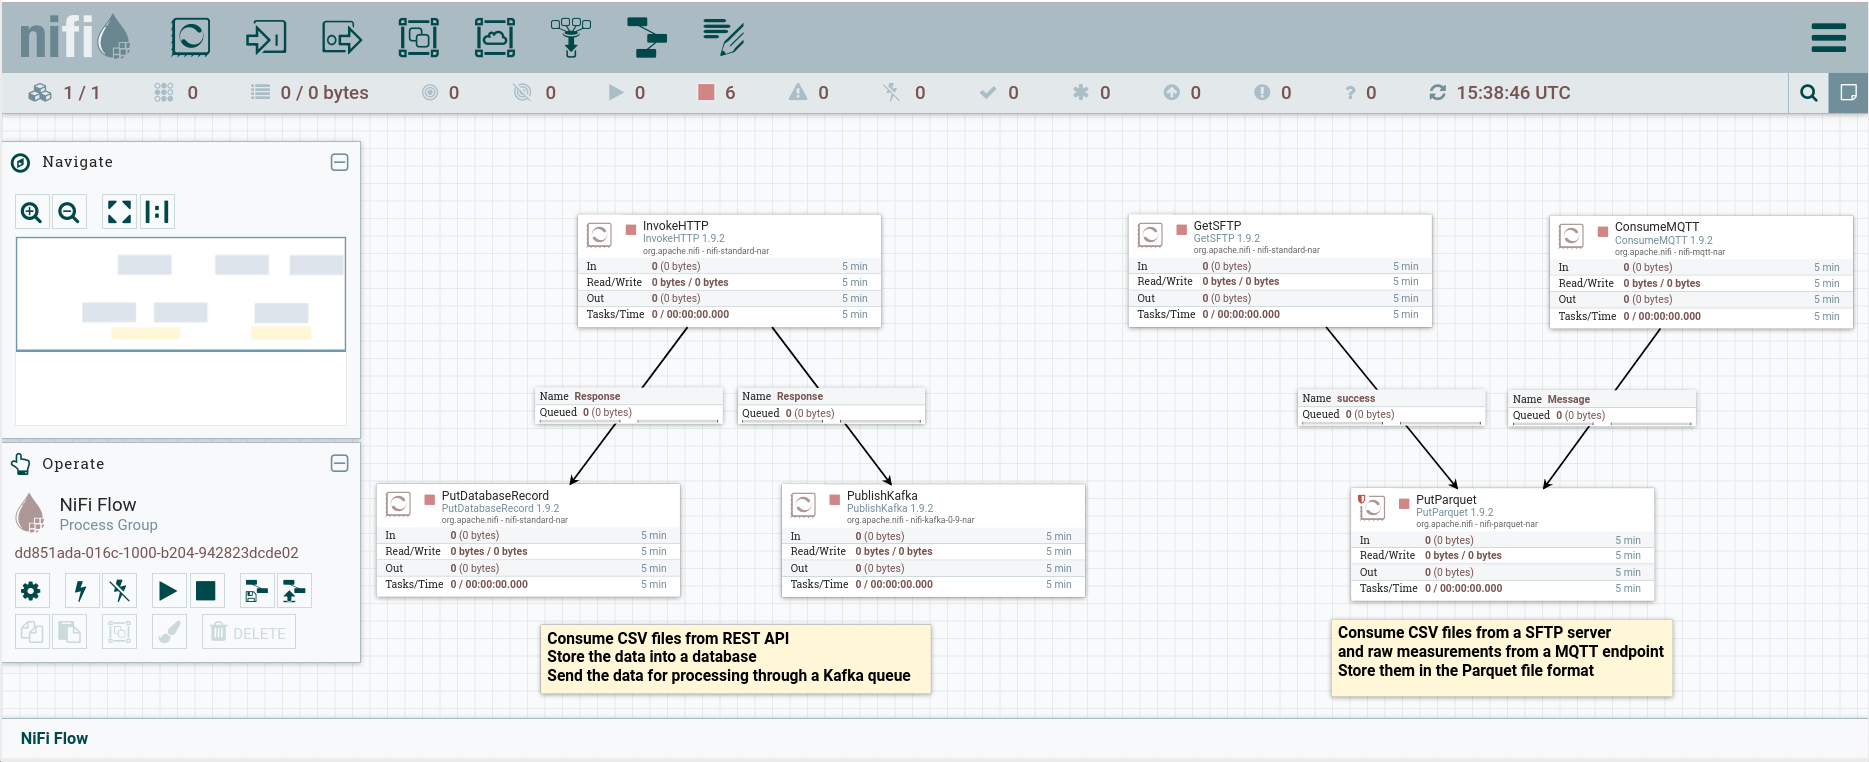 nifi
1 / 1
0
0 / 0 bytes
0
0
0
6
0
0
0
0
0
0
? 0
15:38:46 UTC
Navigate
Operate
NiFi Flow
Process Group
dd851ada-016c-1000-b204-942823dcde02
DELETE
InvokeHTTP
InvokeHTTP 1.9.2
org.apache.nifi - nifi-standard-nar
In 0 (0 bytes) 5 min
Read/Write 0 bytes / 0 bytes 5 min
Out 0 (0 bytes) 5 min
Tasks/Time 0 / 00:00:00.000 5 min
GetSFTP
GetSFTP 1.9.2
org.apache.nifi - nifi-standard-nar
In 0 (0 bytes) 5 min
Read/Write 0 bytes / 0 bytes 5 min
Out 0 (0 bytes) 5 min
Tasks/Time 0 / 00:00:00.000 5 min
ConsumeMQTT
ConsumeMQTT 1.9.2
org.apache.nifi - nifi-mqtt-nar
In 0 (0 bytes) 5 min
Read/Write 0 bytes / 0 bytes 5 min
Out 0 (0 bytes) 5 min
Tasks/Time 0 / 00:00:00.000 5 min
Name Response
Queued 0 (0 bytes)
Name Response
Queued 0 (0 bytes)
Name success
Queued 0 (0 bytes)
Name Message
Queued 0 (0 bytes)
PutDatabaseRecord
PutDatabaseRecord 1.9.2
org.apache.nifi - nifi-standard-nar
In 0 (0 bytes) 5 min
Read/Write 0 bytes / 0 bytes 5 min
Out 0 (0 bytes) 5 min
Tasks/Time 0 / 00:00:00.000 5 min
PublishKafka
PublishKafka 1.9.2
org.apache.nifi - nifi-kafka-0-9-nar
In 0 (0 bytes) 5 min
Read/Write 0 bytes / 0 bytes 5 min
Out 0 (0 bytes) 5 min
Tasks/Time 0 / 00:00:00.000 5 min
PutParquet
PutParquet 1.9.2
org.apache.nifi - nifi-parquet-nar
In 0 (0 bytes) 5 min
Read/Write 0 bytes / 0 bytes 5 min
Out 0 (0 bytes) 5 min
Tasks/Time 0 / 00:00:00.000 5 min
Consume CSV files from REST API
Store the data into a database
Send the data for processing through a Kafka queue
Consume CSV files from a SFTP server
and raw measurements from a MQTT endpoint
Store them in the Parquet file format
NiFi Flow